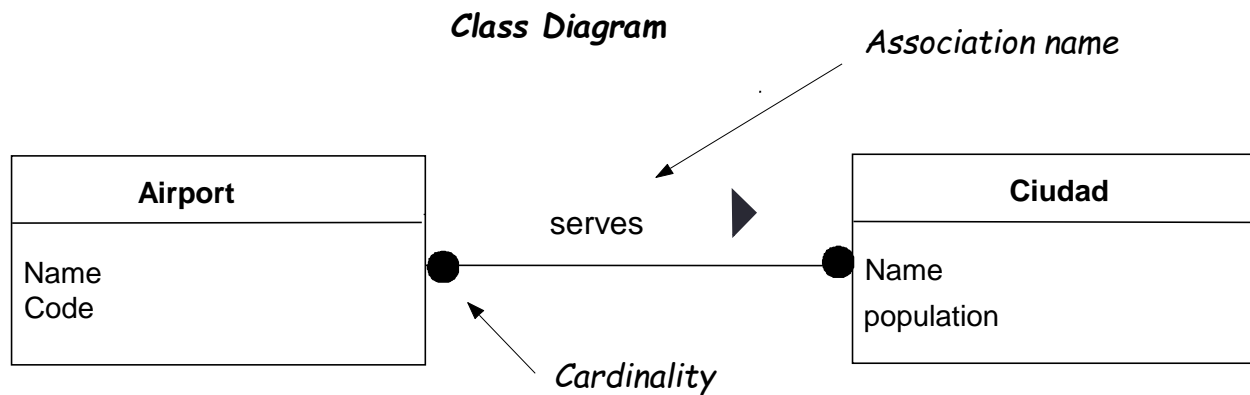 Class Diagram
Association name
Airport
Ciudad
serves
Name
Code
Name
population
Cardinality